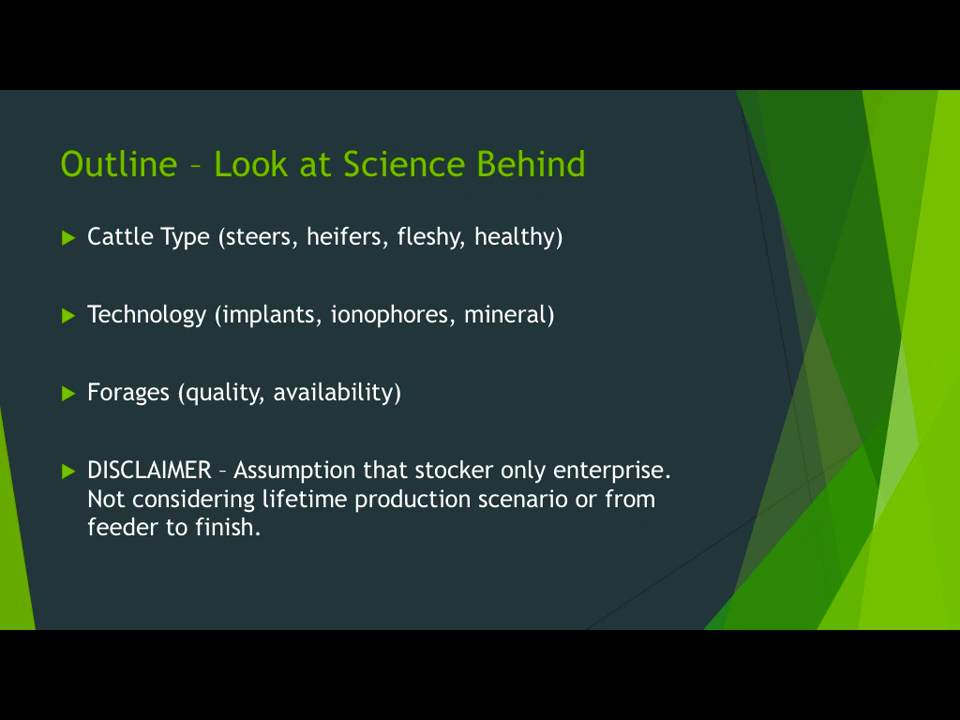 Outline – Look at Science Behind
Cattle Type (steers, heifers, fleshy, healthy)
Technology (implants, ionophores, mineral)
Forages (quality, availability)
DISCLAIMER – Assumption that stocker only enterprise.
Not considering lifetime production scenario or from
feeder to finish.